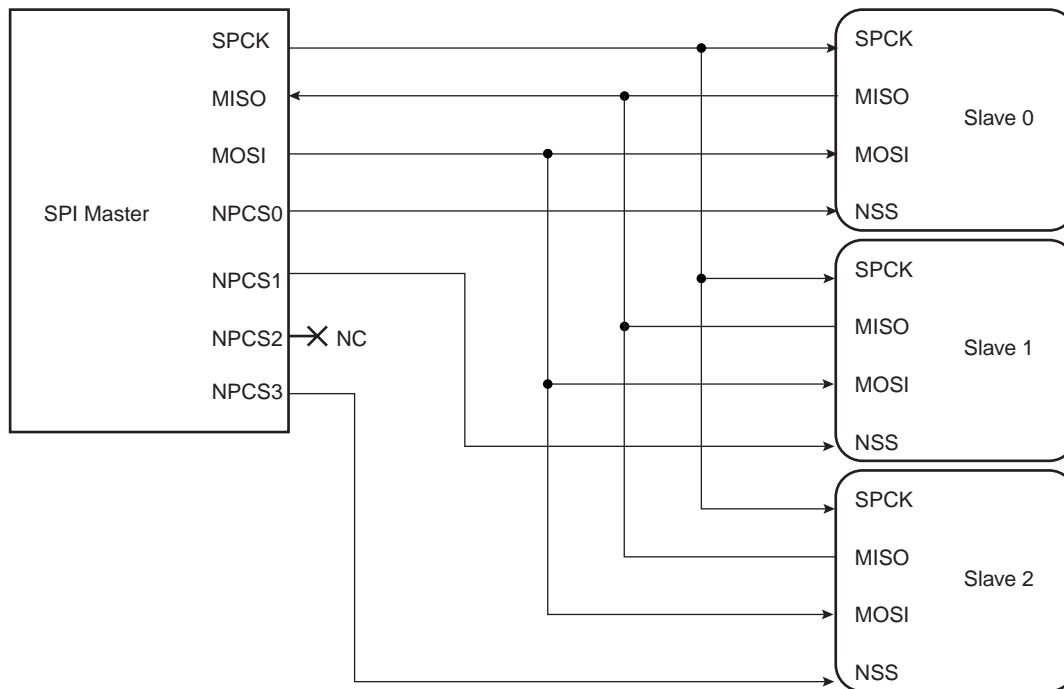 SPI Master
SPCK
MISO
MOSI
NPCS0
NPCS1
NPCS2
NC
NPCS3
SPCK
MISO
Slave 0
MOSI
NSS
SPCK
MISO
Slave 1
MOSI
NSS
SPCK
MISO
Slave 2
MOSI
NSS